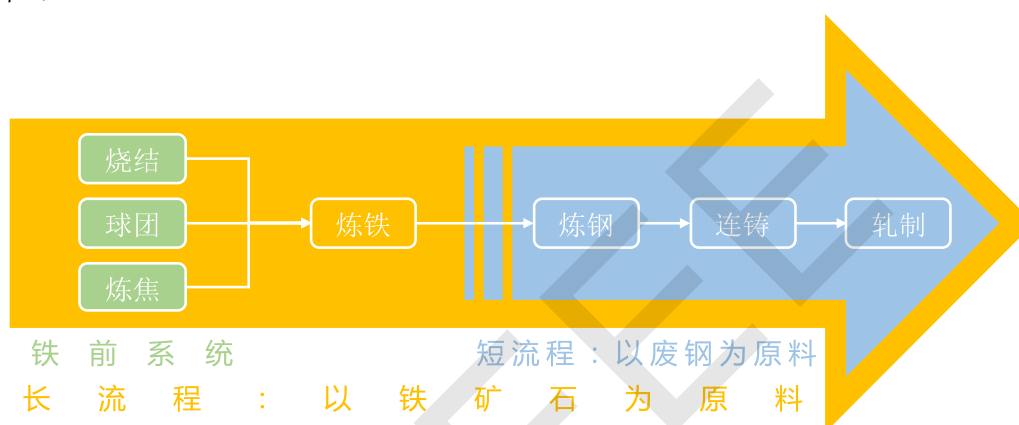 烧结
球团
炼焦
炼铁
炼钢
连铸
轧制
铁前系统
短流程：以废钢为原料
长流程：以铁矿石为原料